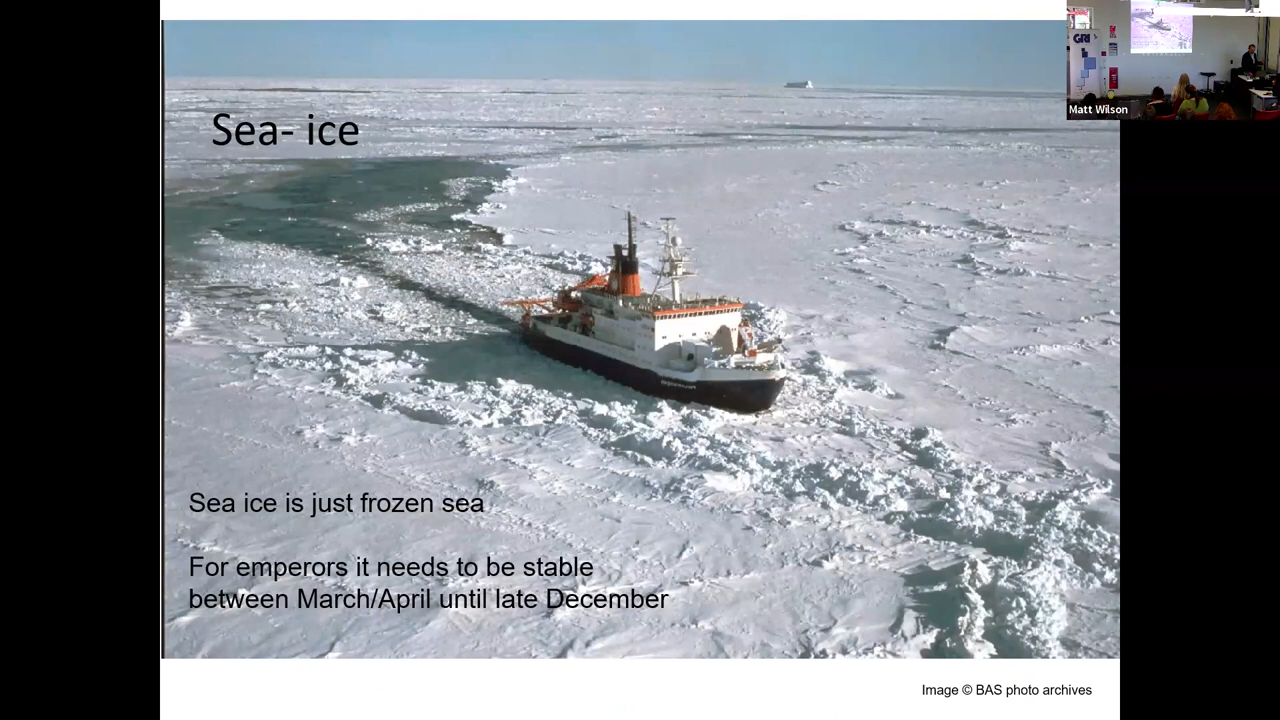 Sea- ice
GRI
Matt Wilson
Sea ice is just frozen sea
For emperors it needs to be stable
between March/April until late December
Image © BAS photo archives